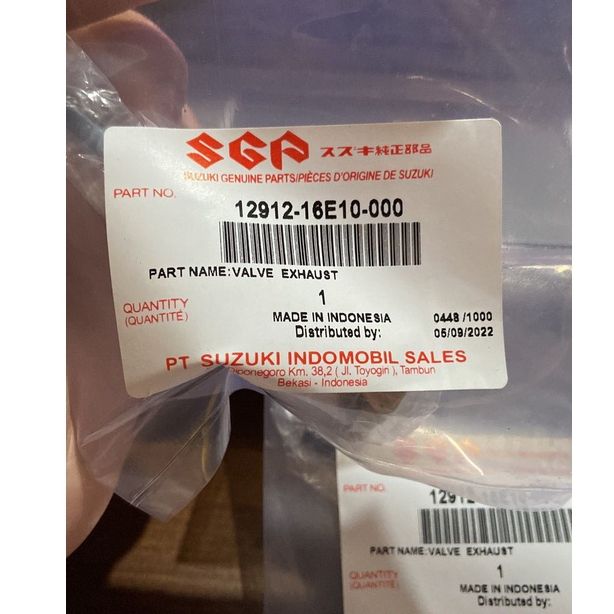 SGP スズキ純正部品
SUZUKI GENUINE PARTS/PIÈCES D'ORIGINE DE SUZUKI
PART NO. 12912-16E10-000
PART NAME:VALVE EXHAUST
QUANTITY 1
(QUANTITÉ)
MADE IN INDONESIA 0448 /1000
Distributed by: 05/09/2022
PT SUZUKI INDOMOBIL SALES
Diponegoro Km. 38,2 ( Jl. Toyogin ), Tambun
Bekasi - Indonesia
PART NO.
12912-16E10-
PART NAME:VALVE EXHAUST
QUANTITY 1
(QUANTITÉ)
MADE IN INDONESIA
Distributed by: